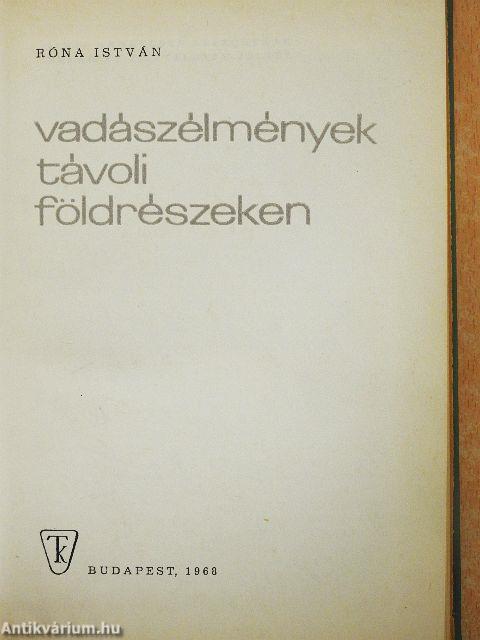 RÓNA ISTVÁN
vadászélmények
távoli
földrészeken
Tk
BUDAPEST, 1968
Antikvárium.hu